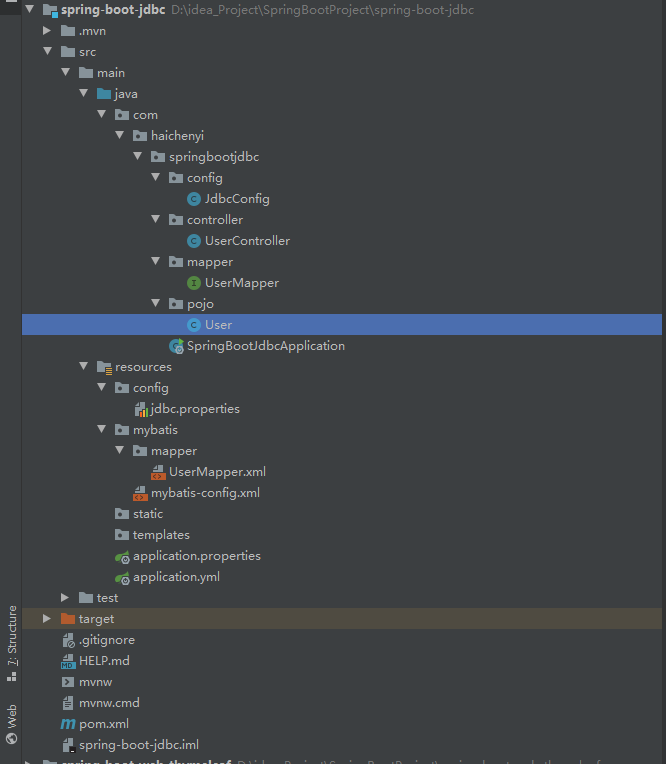 spring-boot-jdbc D:\idea_Project\SpringBootProject\spring-boot-jdbc
.mvn
src
main
java
com
haichenyi
springbootjdbc
config
JdbcConfig
controller
UserController
mapper
UserMapper
pojo
User
SpringBootJdbcApplication
resources
config
jdbc.properties
mybatis
mapper
UserMapper.xml
mybatis-config.xml
static
templates
application.properties
application.yml
test
target
.gitignore
HELP.md
mvnw
mvnw.cmd
pom.xml
spring-boot-jdbc.iml
7: Structure
Web